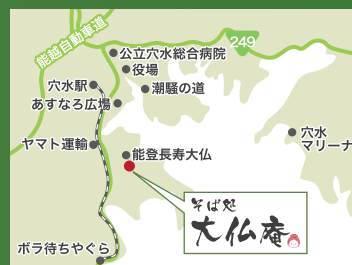 能越自動車道
249
公立穴水総合病院
役場
穴水駅
潮騒の道
あすなろ広場
穴水
マリーナ
ヤマト運輸
能登長寿大仏
そば処
大仏庵
ボラ待ちやぐら